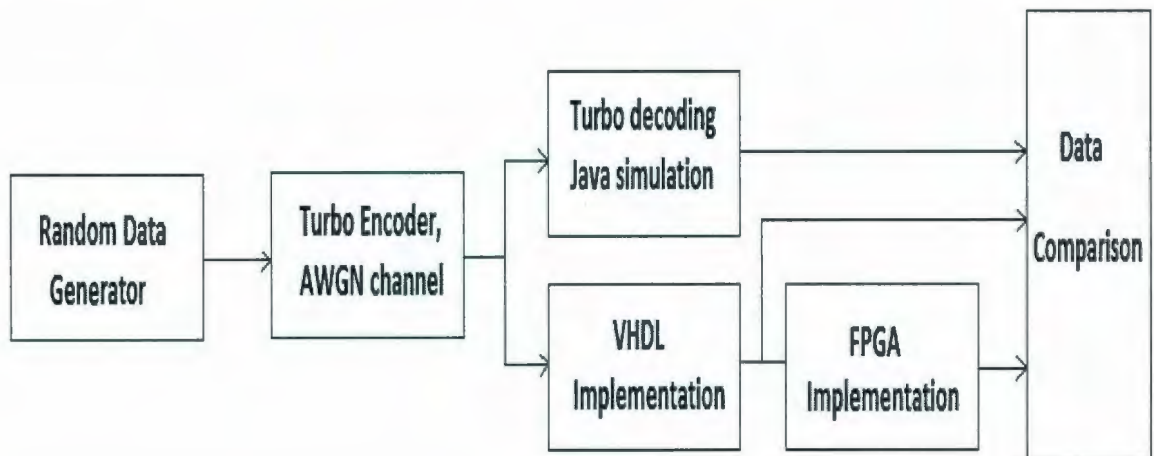 Random Data
Generator
Turbo Encoder,
AWGN channel
Turbo decoding
Java simulation
VHDL
Implementation
FPGA
Implementation
Data
Comparison